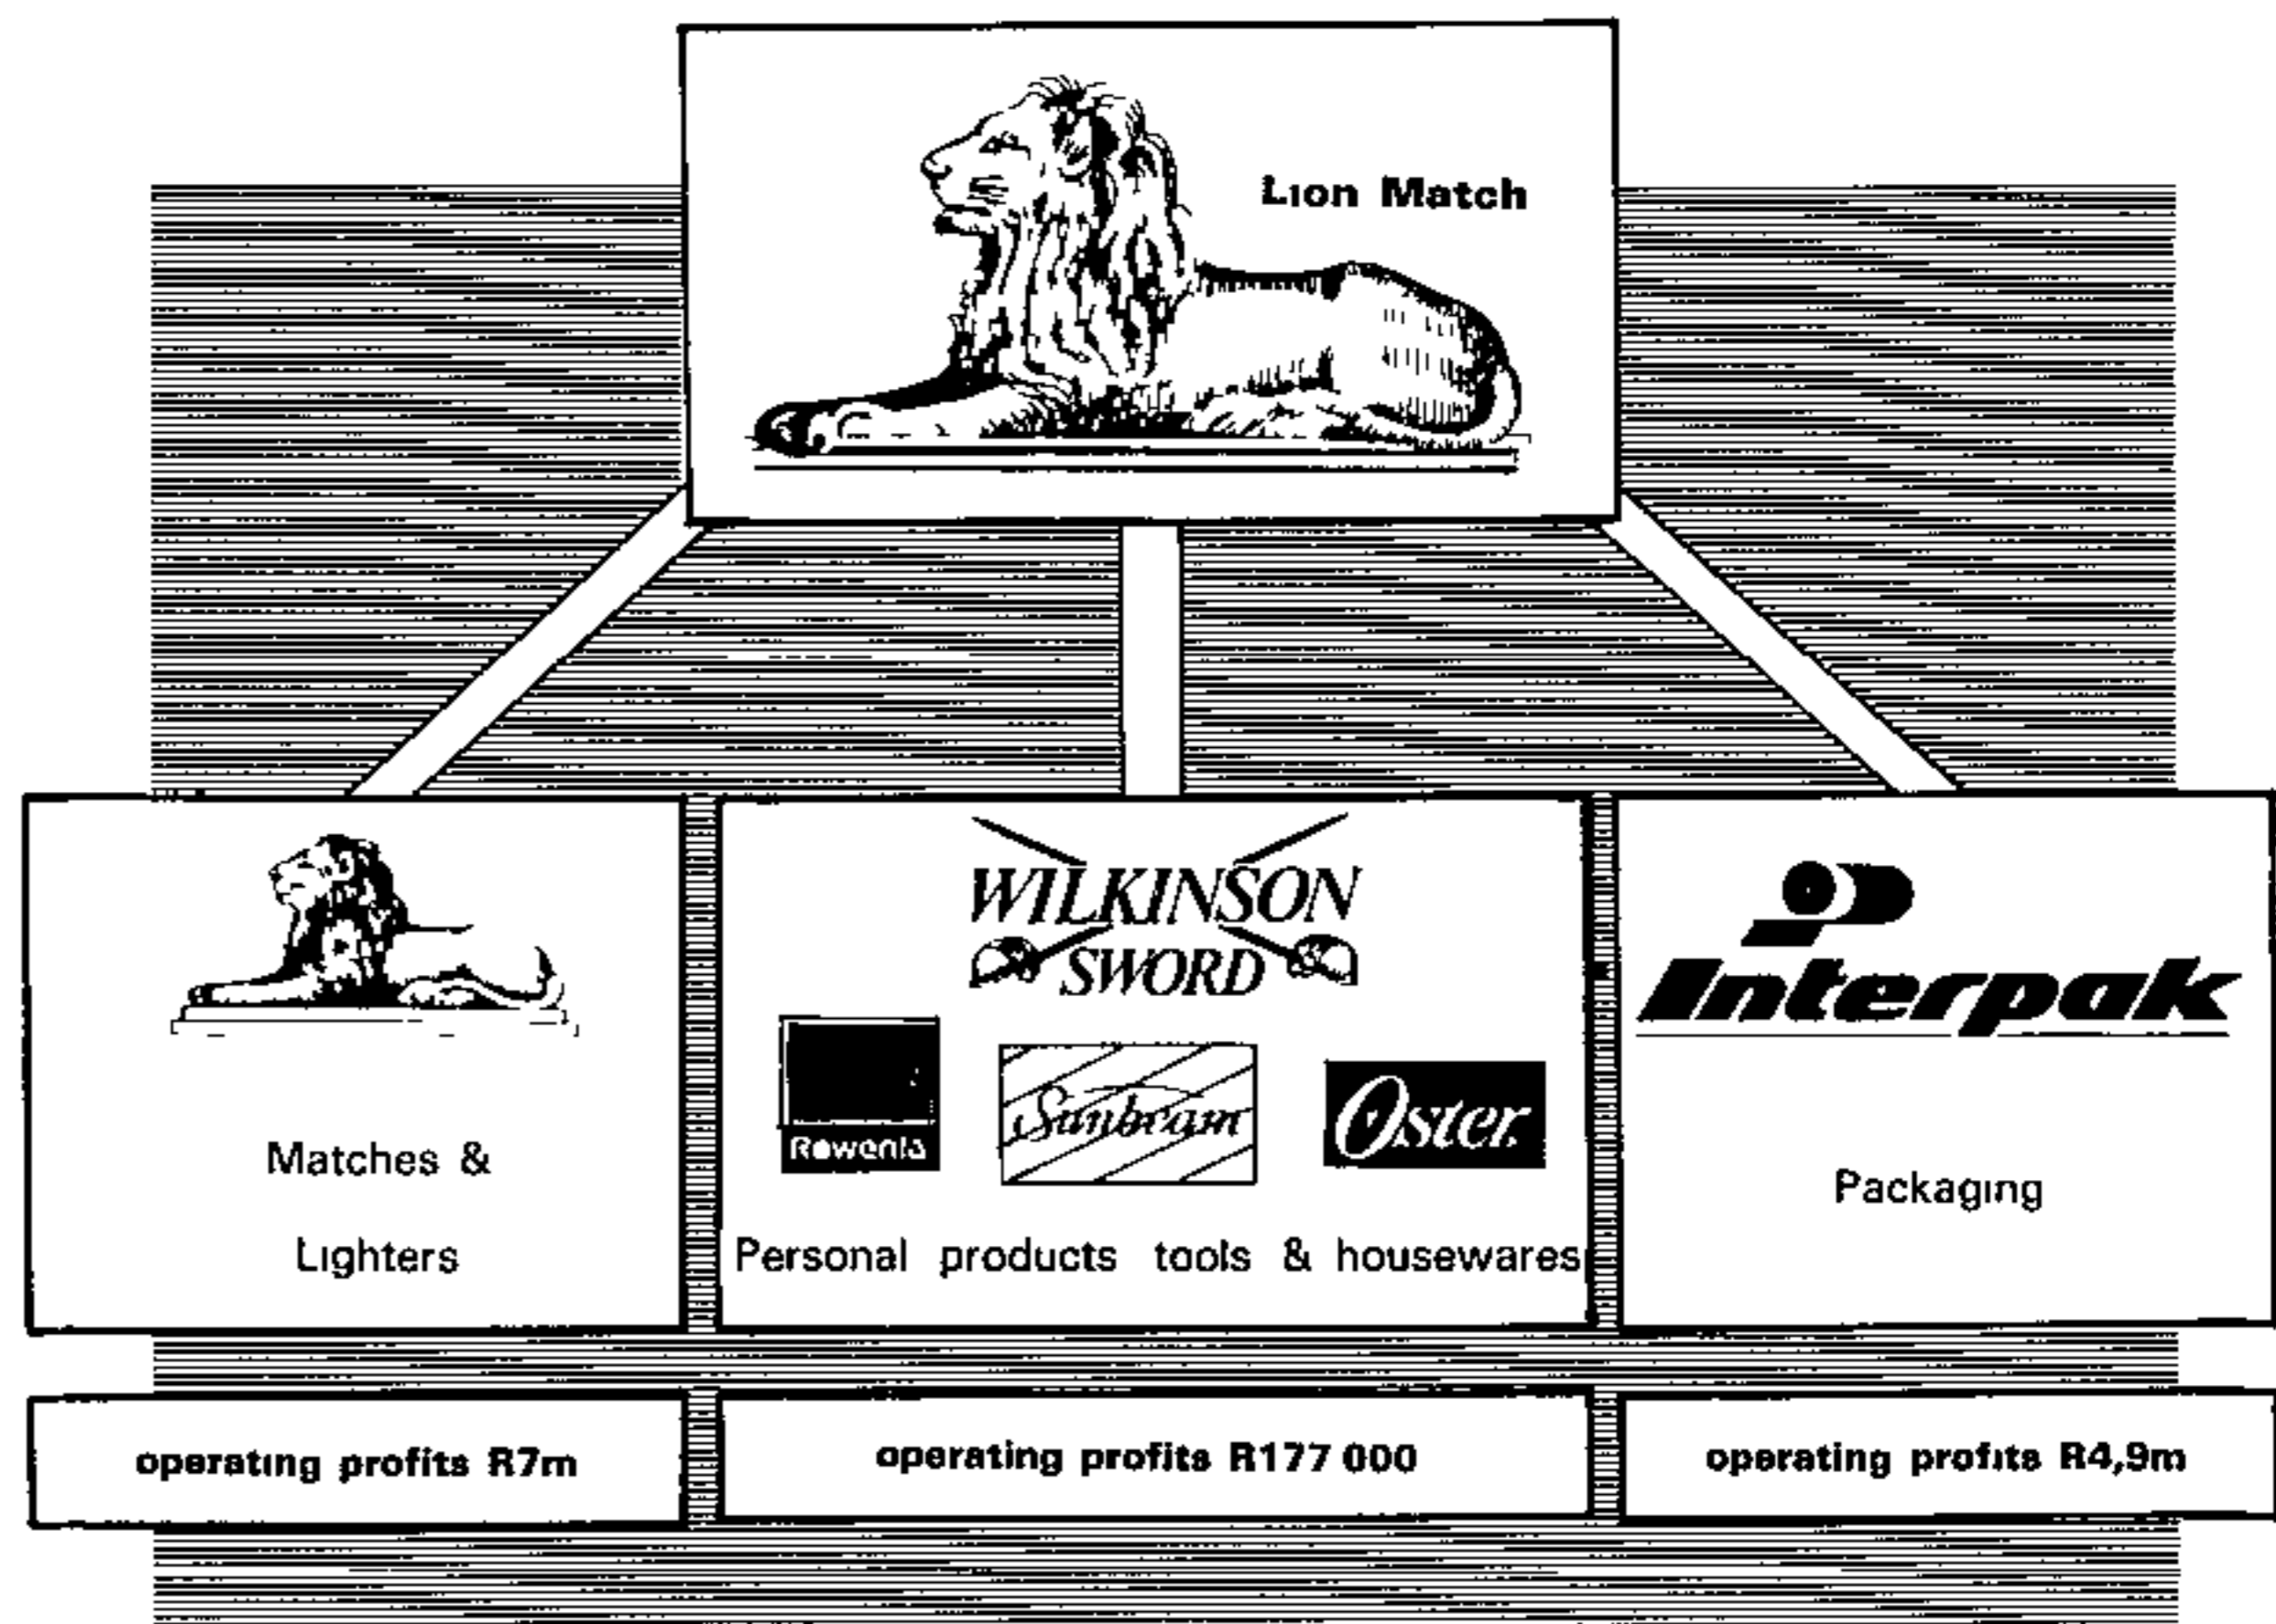 Lion Match
WILKINSON
SWORD
Rowenta
Sunbeam
Oster
Interpak
Matches &
Lighters
Personal products tools & housewares
Packaging
operating profits R7m
operating profits R177 000
operating profits R4,9m